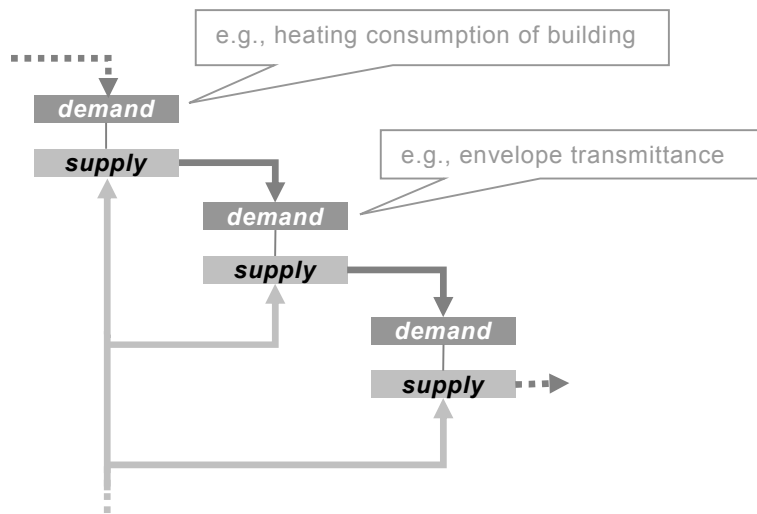 e.g., heating consumption of building
demand
supply
e.g., envelope transmittance
demand
supply
demand
supply